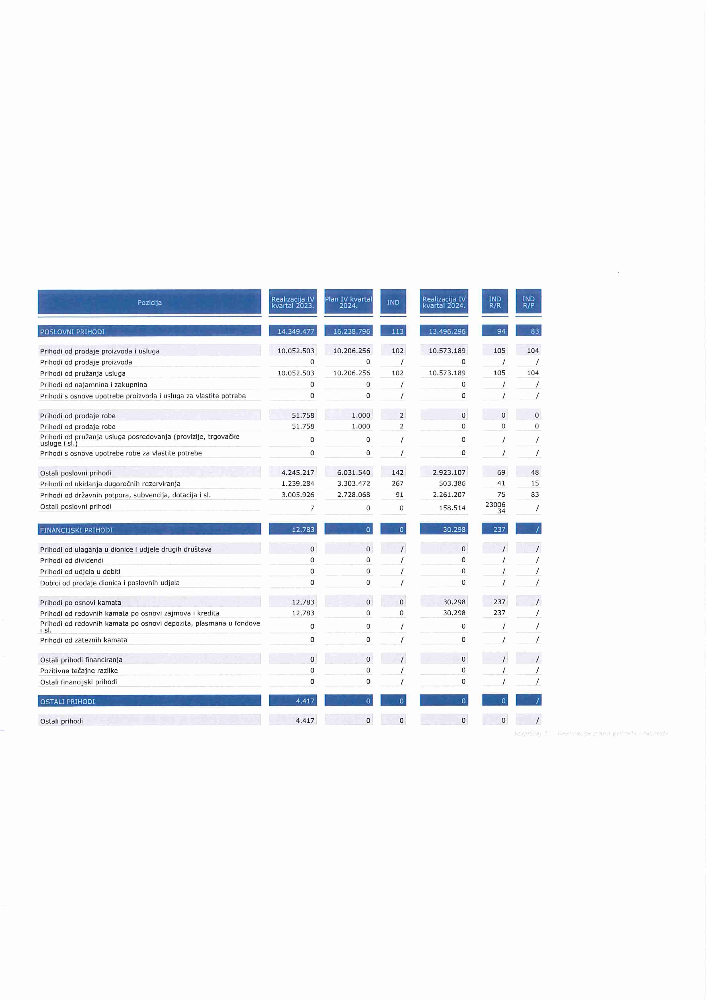 Pozicija Realizacija IV kvartal 2023. Plan IV kvartal 2024. IND Realizacija IV kvartal 2024. IND R/R IND R/P
POSLOVNI PRIHODI 14.349.477 16.238.796 113 13.496.296 94 83
Prihodi od prodaje proizvoda i usluga 10.052.503 10.206.256 102 10.573.189 105 104
Prihodi od prodaje proizvoda 0 0 / 0 / /
Prihodi od pružanja usluga 10.052.503 10.206.256 102 10.573.189 105 104
Prihodi od najamnina i zakupnina 0 0 / 0 / /
Prihodi s osnove upotrebe proizvoda i usluga za vlastite potrebe 0 0 / 0 / /
Prihodi od prodaje robe 51.758 1.000 2 0 0 0
Prihodi od prodaje robe 51.758 1.000 2 0 0 0
Prihodi od pružanja usluga posredovanja (provizije, trgovačke
usluge i sl.) 0 0 / 0 / /
Prihodi s osnove upotrebe robe za vlastite potrebe 0 0 / 0 / /
Ostali poslovni prihodi 4.245.217 6.031.540 142 2.923.107 69 48
Prihodi od ukidanja dugoročnih rezerviranja 1.239.284 3.303.472 267 503.386 41 15
Prihodi od državnih potpora, subvencija, dotacija i sl. 3.005.926 2.728.068 91 2.261.207 75 83
Ostali poslovni prihodi 7 0 0 158.514 23006
34 /
FINANCIJSKI PRIHODI 12.783 0 0 30.298 237 /
Prihodi od ulaganja u dionice i udjele drugih društava 0 0 / 0 / /
Prihodi od dividendi 0 0 / 0 / /
Prihodi od udjela u dobiti 0 0 / 0 / /
Dobici od prodaje dionica i poslovnih udjela 0 0 / 0 / /
Prihodi po osnovi kamata 12.783 0 0 30.298 237 /
Prihodi od redovnih kamata po osnovi zajmova i kredita 12.783 0 0 30.298 237 /
Prihodi od redovnih kamata po osnovi depozita, plasmana u fondove
i sl. 0 0 / 0 / /
Prihodi od zateznih kamata 0 0 / 0 / /
Ostali prihodi financiranja 0 0 / 0 / /
Pozitivne tečajne razlike 0 0 / 0 / /
Ostali financijski prihodi 0 0 / 0 / /
OSTALI PRIHODI 4.417 0 0 0 0 /
Ostali prihodi 4.417 0 0 0 0 /
Izvještaj 1: Realizacija plana prihoda i rashoda